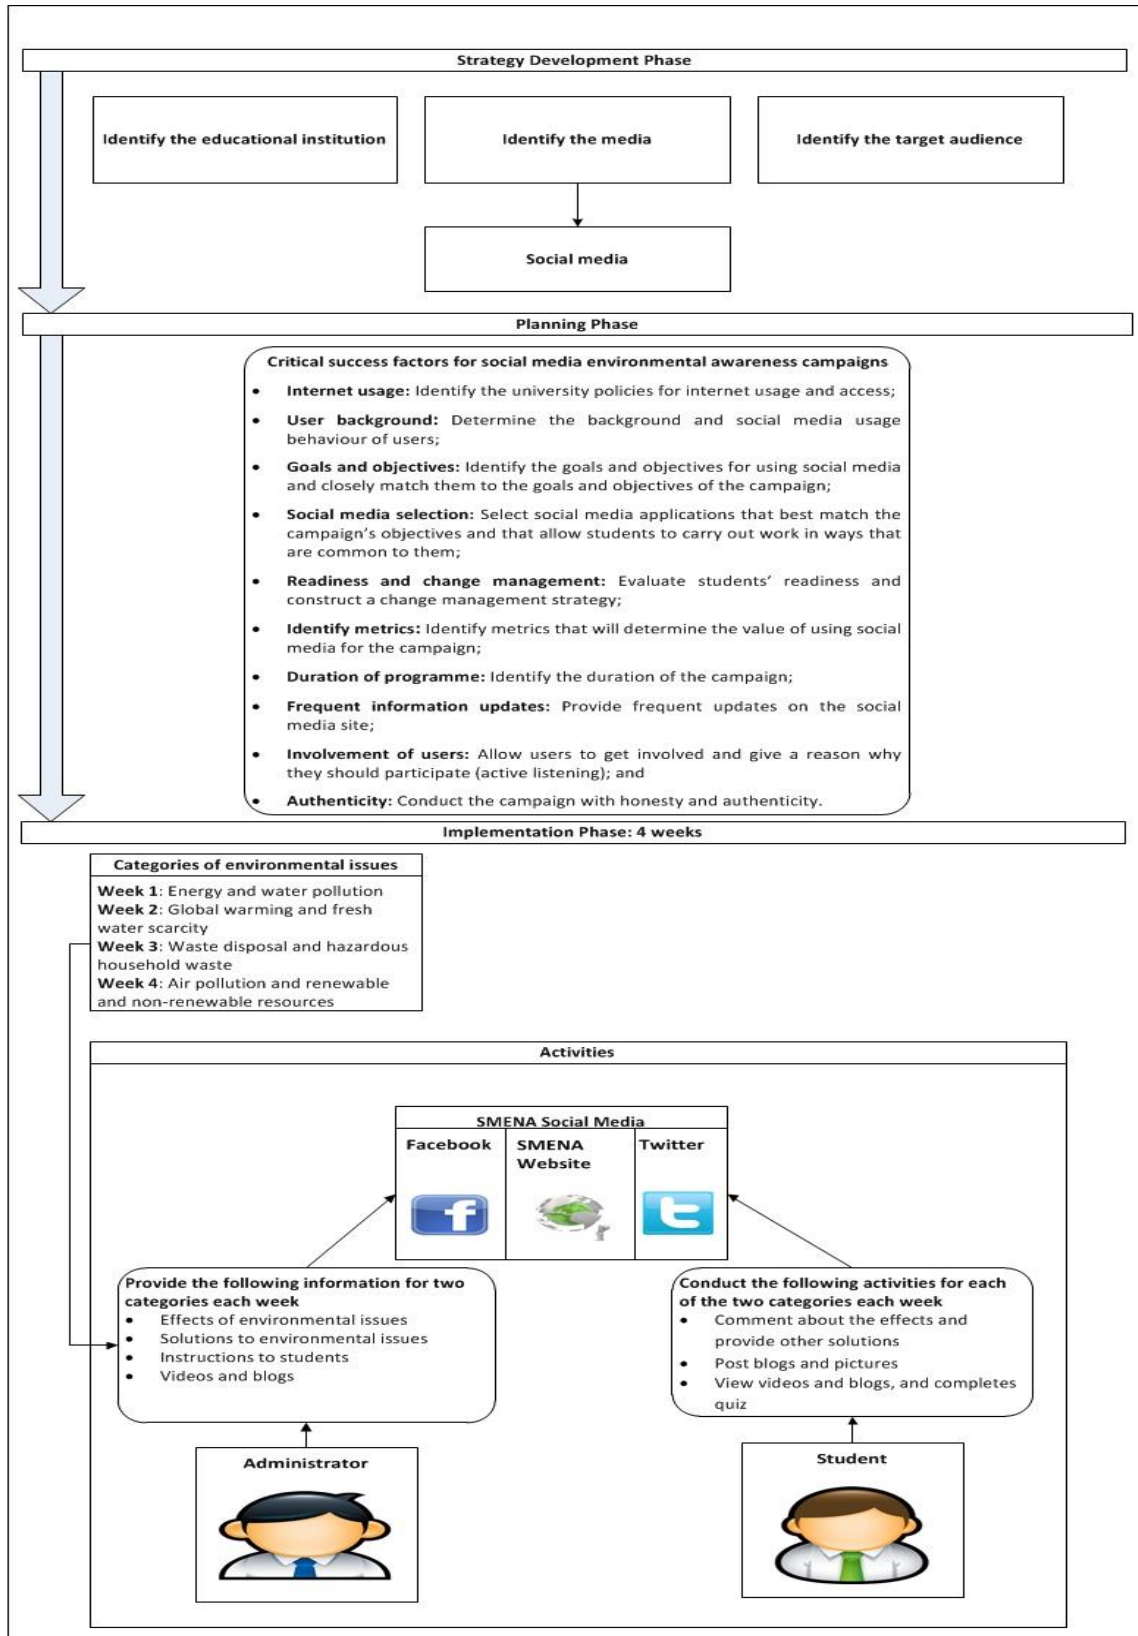 Strategy Development Phase
Identify the educational institution
Identify the media
Identify the target audience
Social media
Planning Phase
Critical success factors for social media environmental awareness campaigns
• Internet usage: Identify the university policies for internet usage and access;
• User background: Determine the background and social media usage
behaviour of users;
• Goals and objectives: Identify the goals and objectives for using social media
and closely match them to the goals and objectives of the campaign;
• Social media selection: Select social media applications that best match the
campaign's objectives and that allow students to carry out work in ways that
are common to them;
• Readiness and change management: Evaluate students' readiness and
construct a change management strategy;
• Identify metrics: Identify metrics that will determine the value of using social
media for the campaign;
• Duration of programme: Identify the duration of the campaign;
• Frequent information updates: Provide frequent updates on the social
media site;
• Involvement of users: Allow users to get involved and give a reason why
they should participate (active listening); and
• Authenticity: Conduct the campaign with honesty and authenticity.
Implementation Phase: 4 weeks
Categories of environmental issues
Week 1: Energy and water pollution
Week 2: Global warming and fresh
water scarcity
Week 3: Waste disposal and hazardous
household waste
Week 4: Air pollution and renewable
and non-renewable resources
Activities
SMENA Social Media
Facebook
SMENA
Website
Twitter
f
t
Provide the following information for two
categories each week
• Effects of environmental issues
• Solutions to environmental issues
• Instructions to students
• Videos and blogs
Conduct the following activities for each
of the two categories each week
• Comment about the effects and
provide other solutions
• Post blogs and pictures
• View videos and blogs, and completes
quiz
Administrator
Student